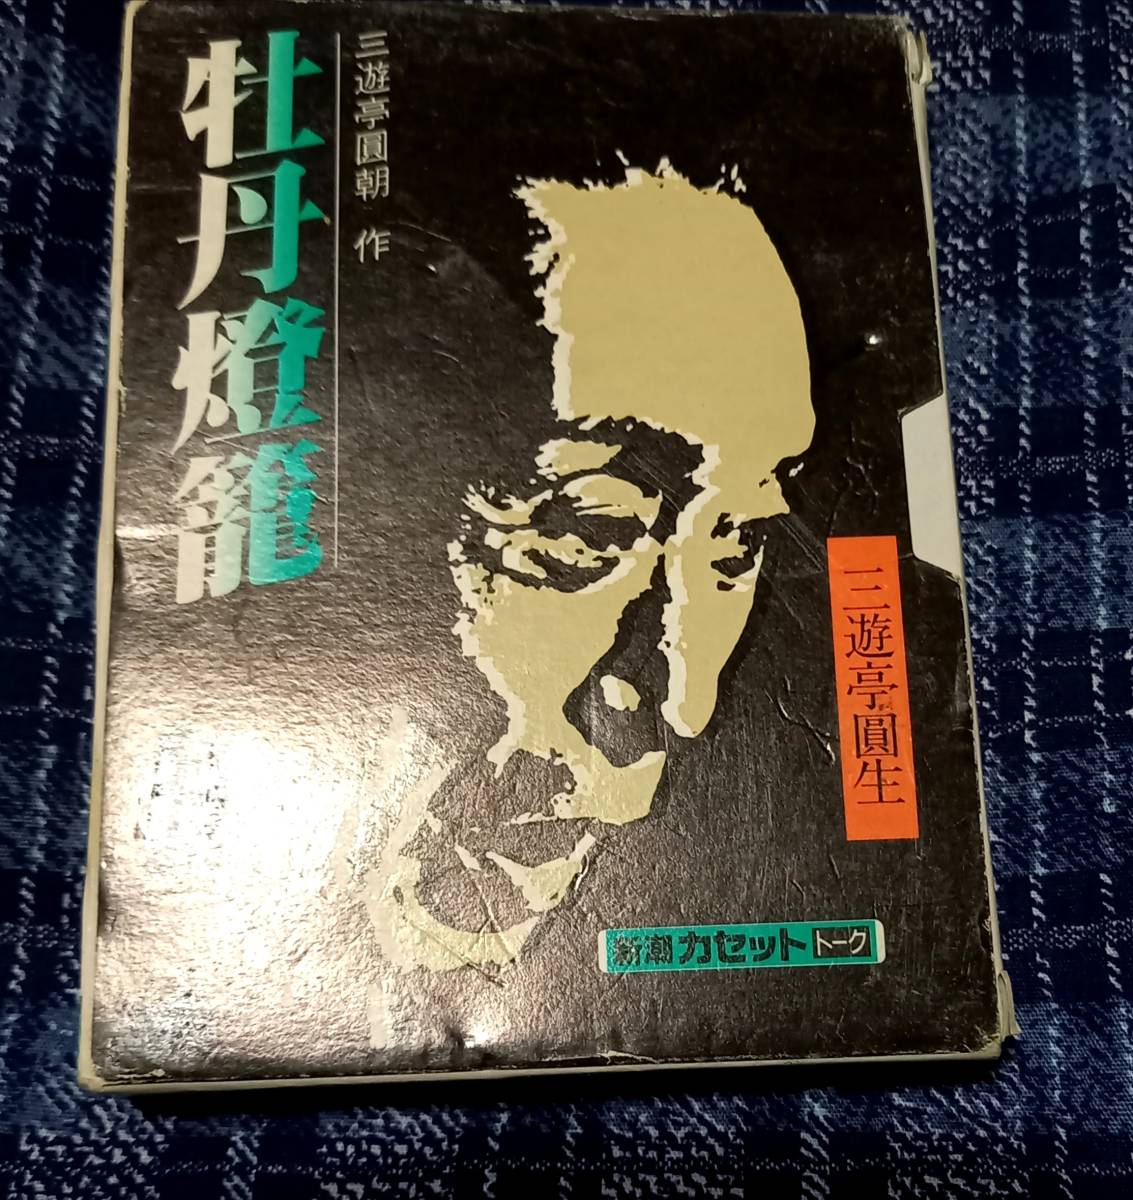 三遊亭圓朝 作
牡丹燈籠
三遊亭圓生
新潮カセットトーク